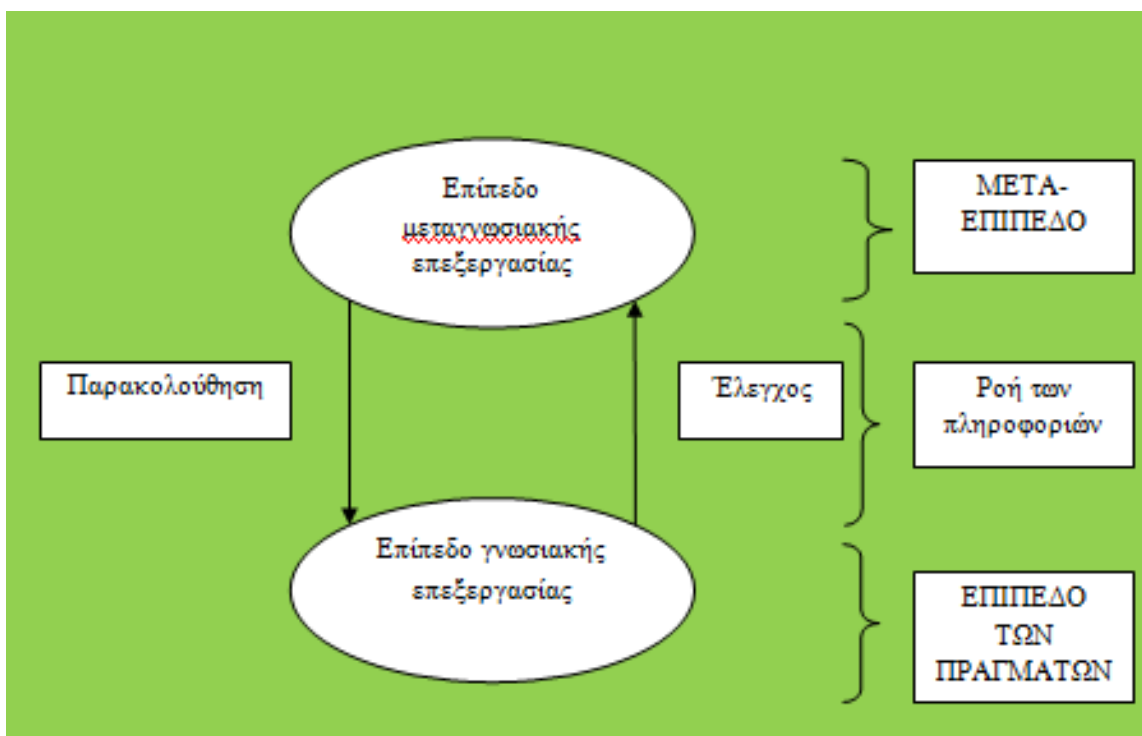 Επίπεδο
μεταγνωσιακής
επεξεργασίας
ΜΕΤΑ-
ΕΠΙΠΕΔΟ
Παρακολούθηση
Έλεγχος
Ροή των
πληροφοριών
Επίπεδο γνωσιακής
επεξεργασίας
ΕΠΙΠΕΔΟ
ΤΩΝ
ΠΡΑΓΜΑΤΩΝ